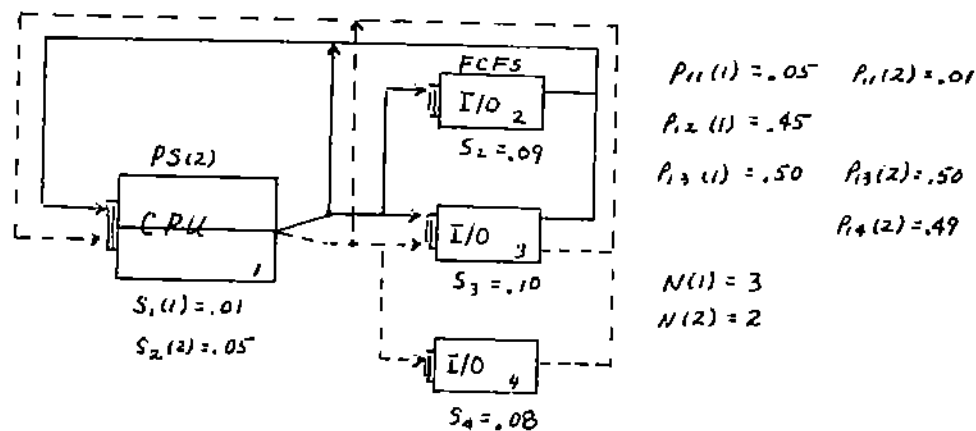 FCFS
I/O 2
S₂ = .09
PS(2)
CPU
1
S₁(1) = .01
S₂(2) = .05
I/O 3
S₃ = .10
I/O 4
S₄ = .08
P₁₁(1) = .05 P₁₁(2) = .01
P₁₂(1) = .45
P₁₃(1) = .50 P₁₃(2) = .50
P₁₄(2) = .49
N(1) = 3
N(2) = 2